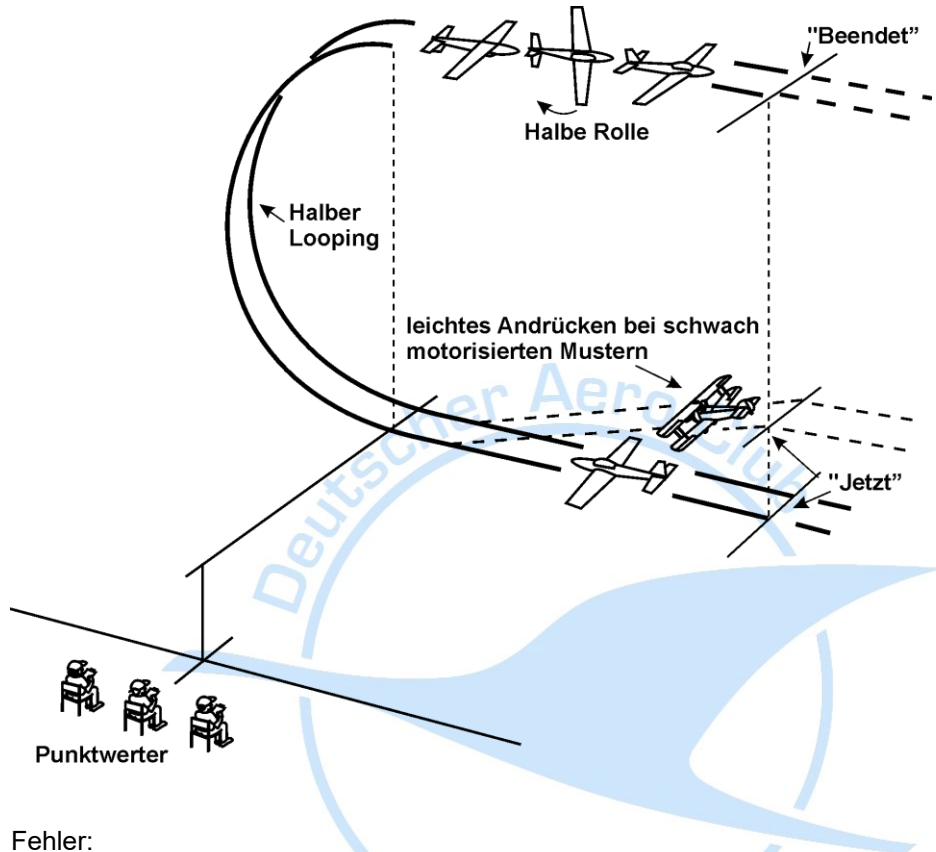 "Beendet”
Halbe Rolle
Halber
Looping
leichtes Andrücken bei schwach
motorisierten Mustern
Deutscher Aero Club
"Jetzt”
Punktwerter
Fehler: